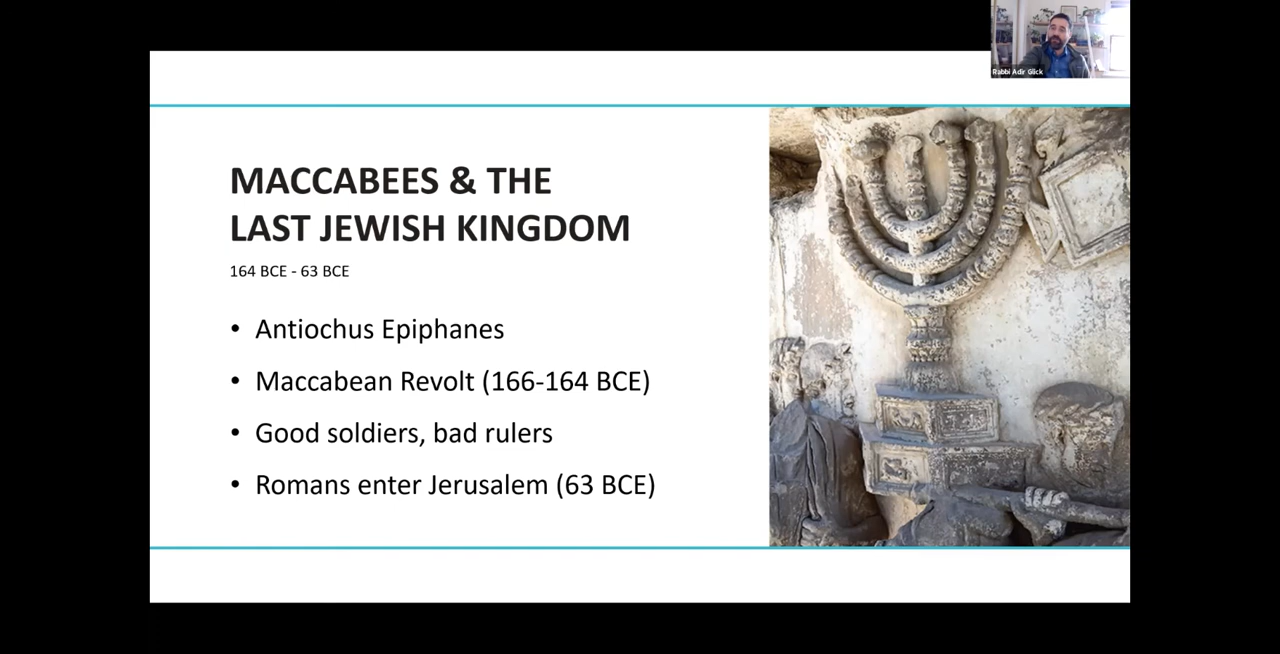 Rabbi Adir Glick
MACCABEES & THE
LAST JEWISH KINGDOM
164 BCE - 63 BCE
• Antiochus Epiphanes
• Maccabean Revolt (166-164 BCE)
• Good soldiers, bad rulers
• Romans enter Jerusalem (63 BCE)